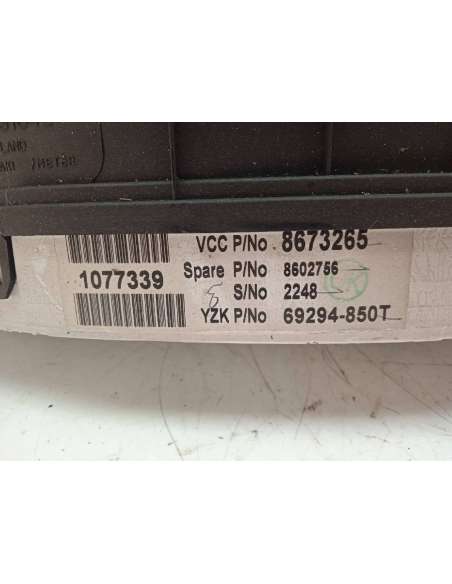 1077339
VCC P/No 8673265
Spare P/No 8602756
S/No 2248
YZK P/No 69294-850T